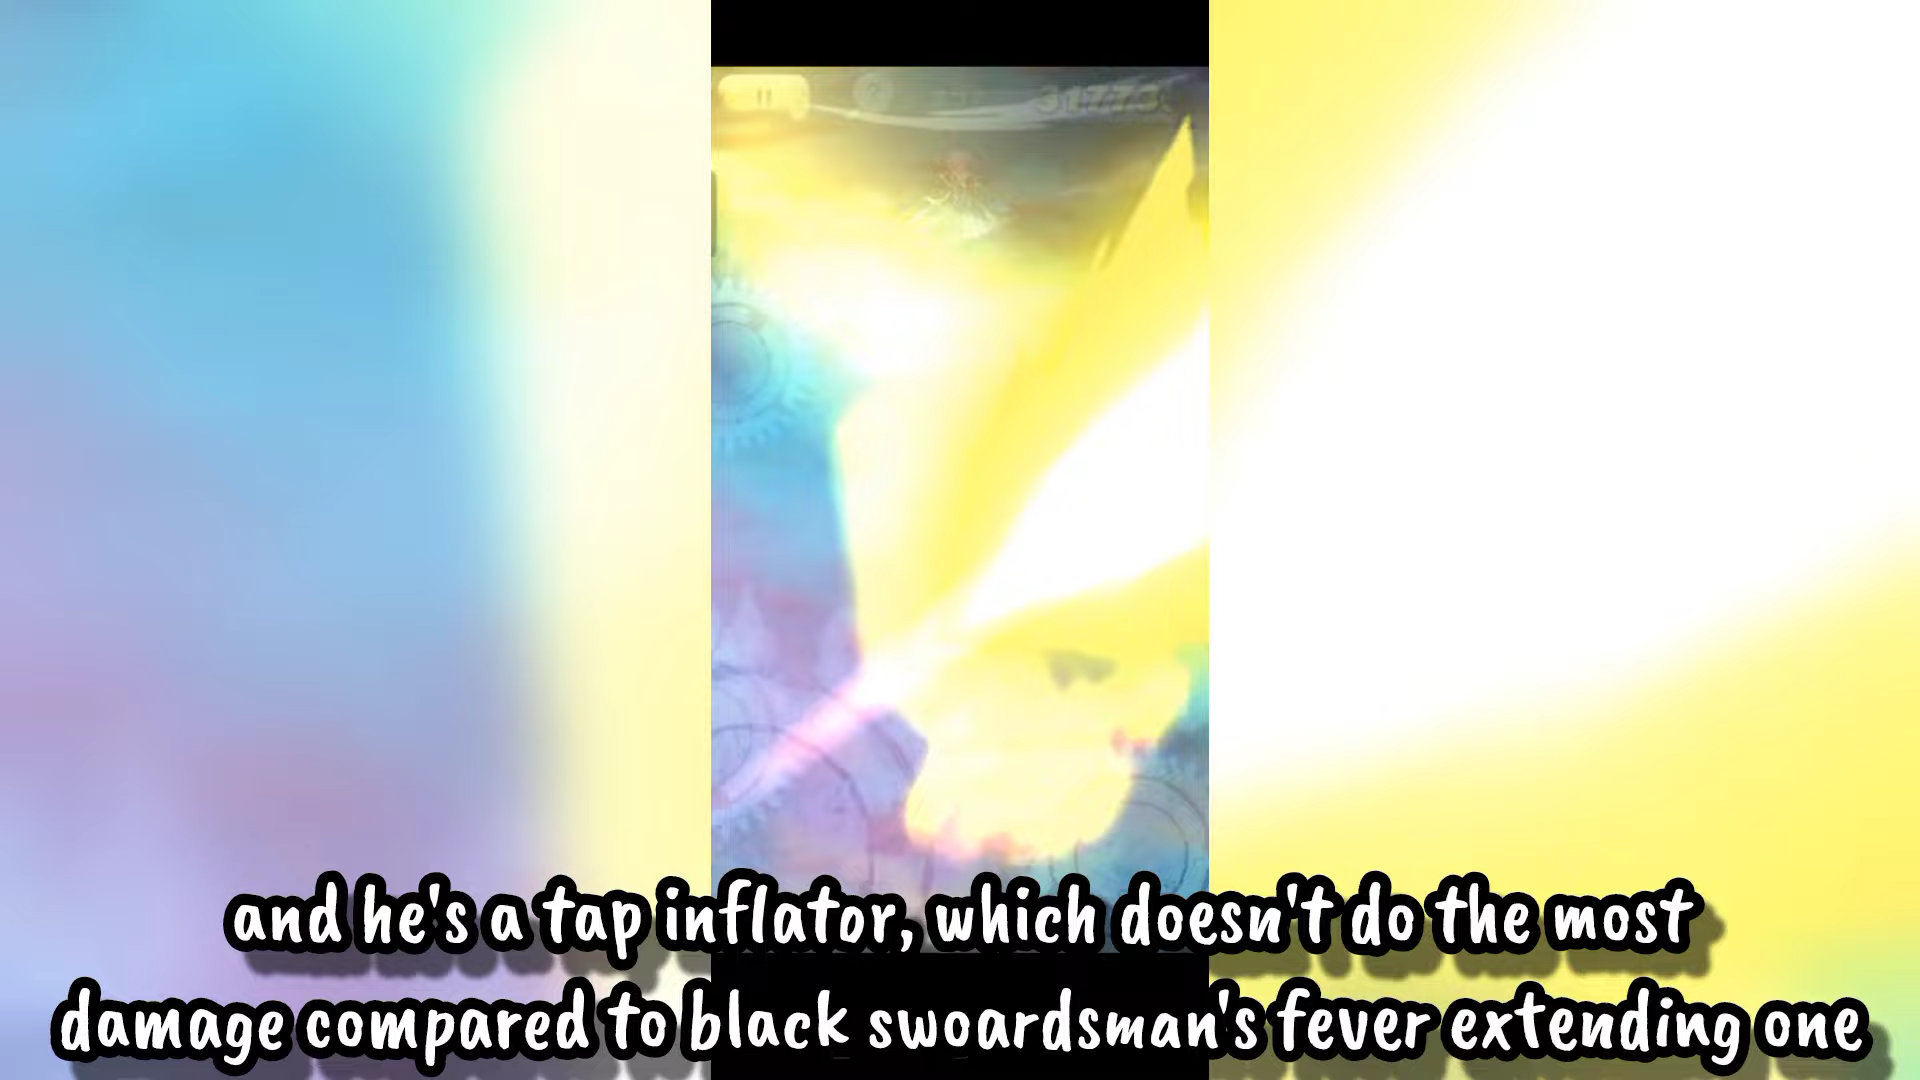 and he's a tap inflator, which doesn't do the most
damage compared to black swoardsman's fever extending one